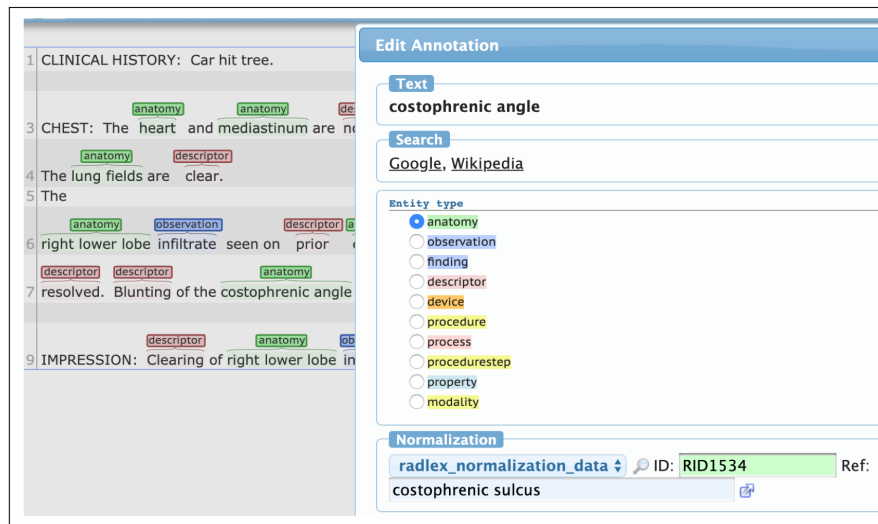 Edit Annotation
1 CLINICAL HISTORY: Car hit tree.
anatomy anatomy de
3 CHEST: The heart and mediastinum are no
anatomy descriptor
4 The lung fields are clear.
5 The
anatomy observation descriptor a
6 right lower lobe infiltrate seen on prior
descriptor descriptor anatomy
7 resolved. Blunting of the costophrenic angle
descriptor anatomy ob
9 IMPRESSION: Clearing of right lower lobe in
Text
costophrenic angle
Search
Google, Wikipedia
Entity type
anatomy
observation
finding
descriptor
device
procedure
process
procedurestep
property
modality
Normalization
radlex_normalization_data ID: RID1534 Ref:
costophrenic sulcus